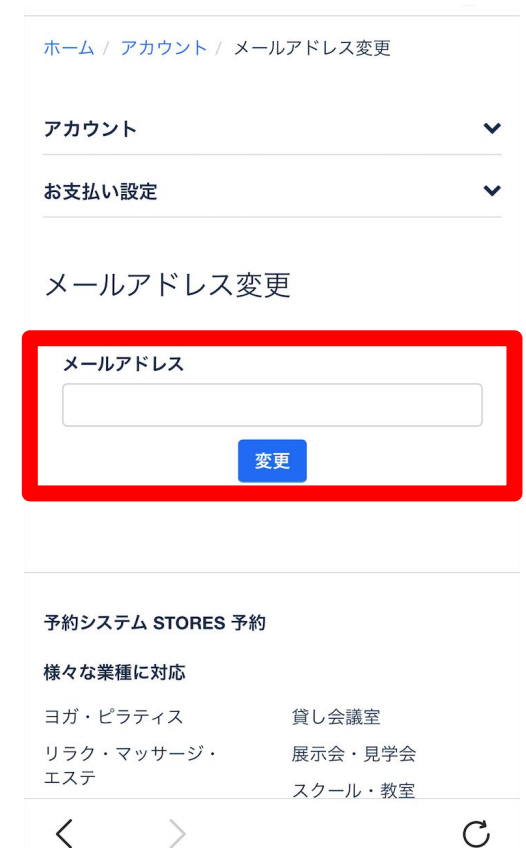 ホーム / アカウント / メールアドレス変更
アカウント
お支払い設定
メールアドレス変更
メールアドレス
変更
予約システム STORES 予約
様々な業種に対応
ヨガ・ピラティス
貸し会議室
リラク・マッサージ・
エステ
展示会・見学会
スクール・教室